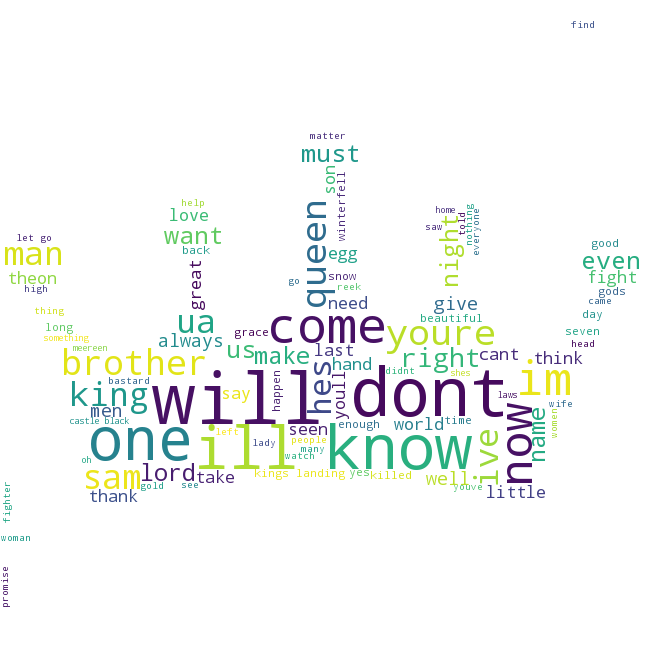 find
matter
must
son
winterfell
help
love
want
back
great
home
told
nothing
everyone
saw
night
let go
man
theon
high
queen
egg
snow
reek
go
need
good
even
fight
gods
came
day
seven
head
thing
long
something
meereen
ua
always
grace
us
make
come
last
hand
hes
youll
give
beautiful
youre
right
cant
think
didnt
shes
brother
bastard
king
men
castle black
will
say
happen
dont
laws
im
wife
women
name
now
one
oh
ill
left
lady
seen
people
many
watch
enough
world
time
know
ive
sam
lord
take
kings landing
yes
killed
well
youve
little
thank
gold
see
fighter
woman
promise